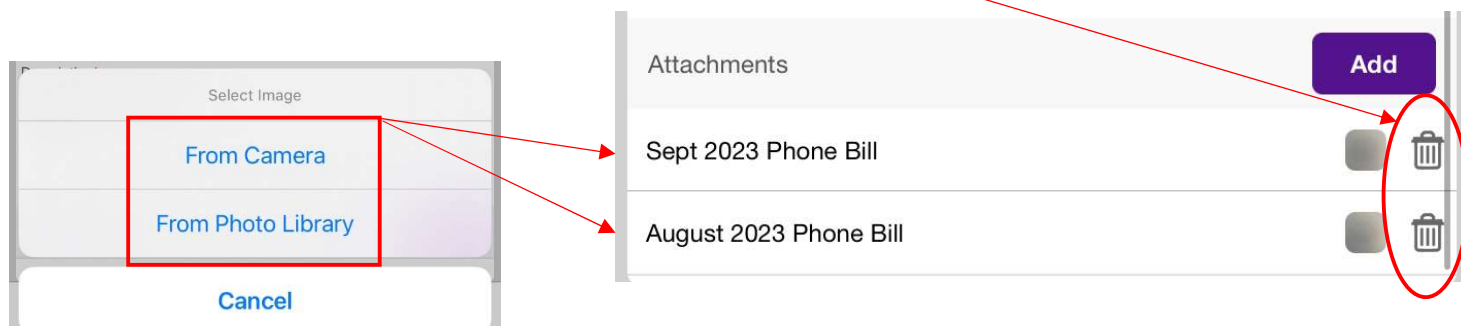 Select Image
From Camera
From Photo Library
Cancel
Attachments
Add
Sept 2023 Phone Bill
August 2023 Phone Bill